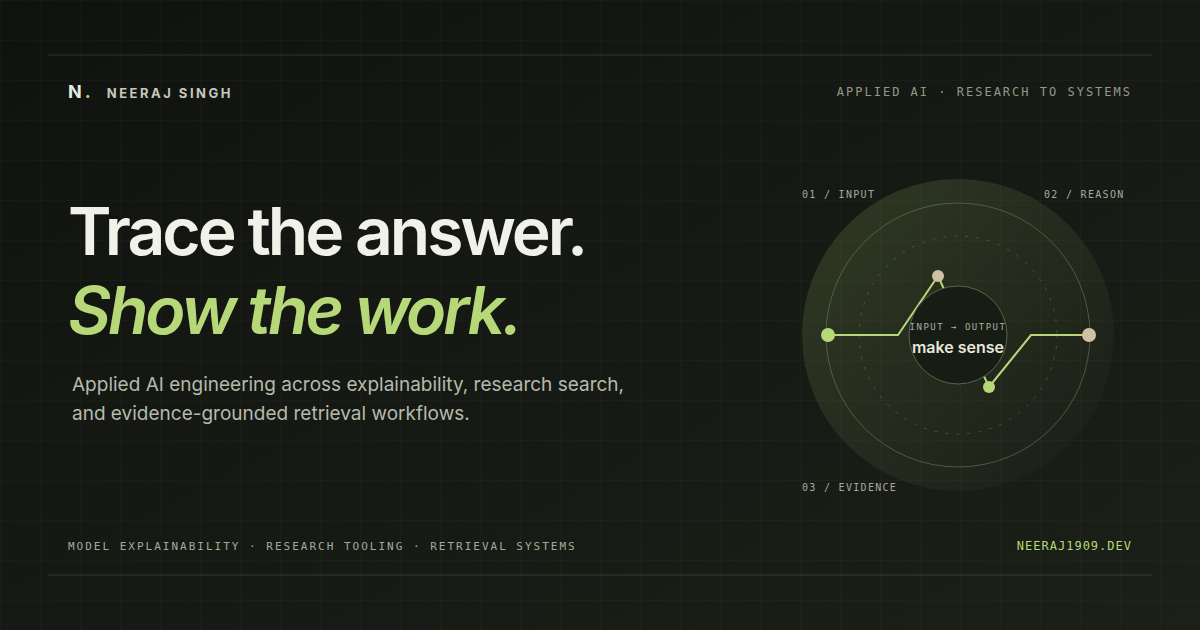 N. NEERAJ SINGH
APPLIED AI · RESEARCH TO SYSTEMS
Trace the answer.
Show the work.
Applied AI engineering across explainability, research search,
and evidence-grounded retrieval workflows.
01 / INPUT
02 / REASON
INPUT → OUTPUT
make sense
03 / EVIDENCE
MODEL EXPLAINABILITY · RESEARCH TOOLING · RETRIEVAL SYSTEMS
NEERAJ1909.DEV